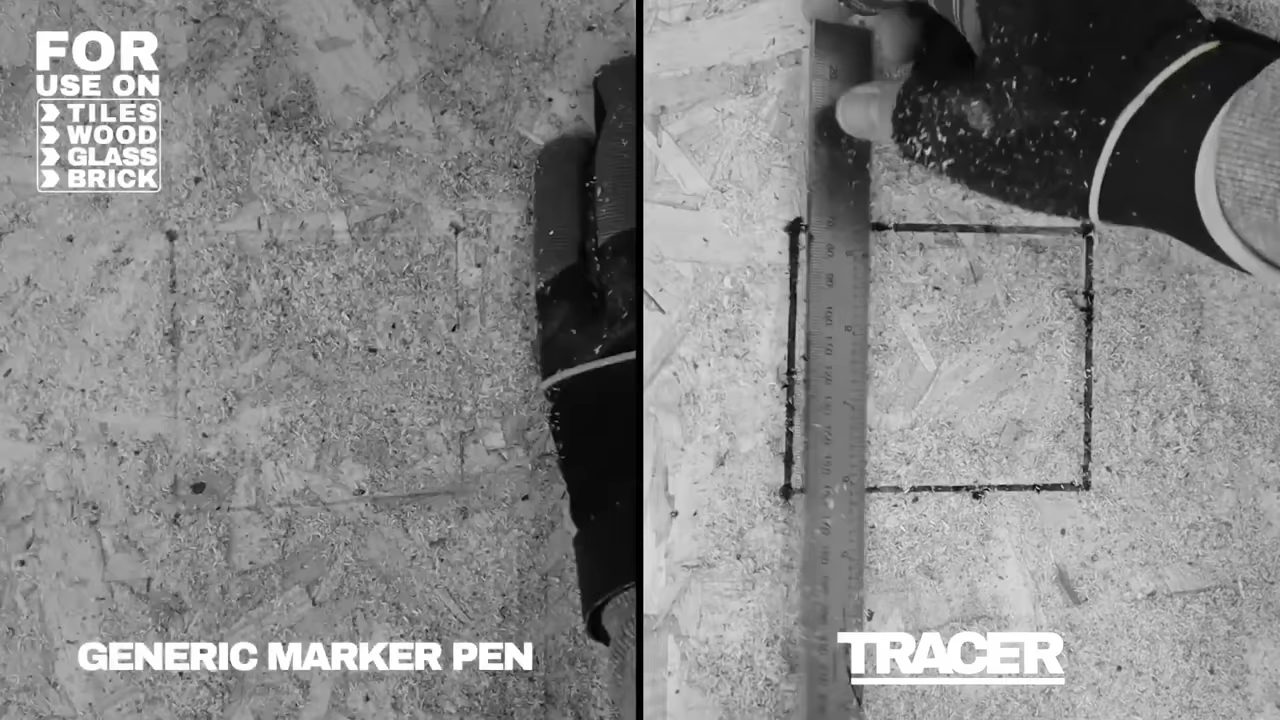 FOR
USE ON
TILES
WOOD
GLASS
BRICK
GENERIC MARKER PEN
TRACER